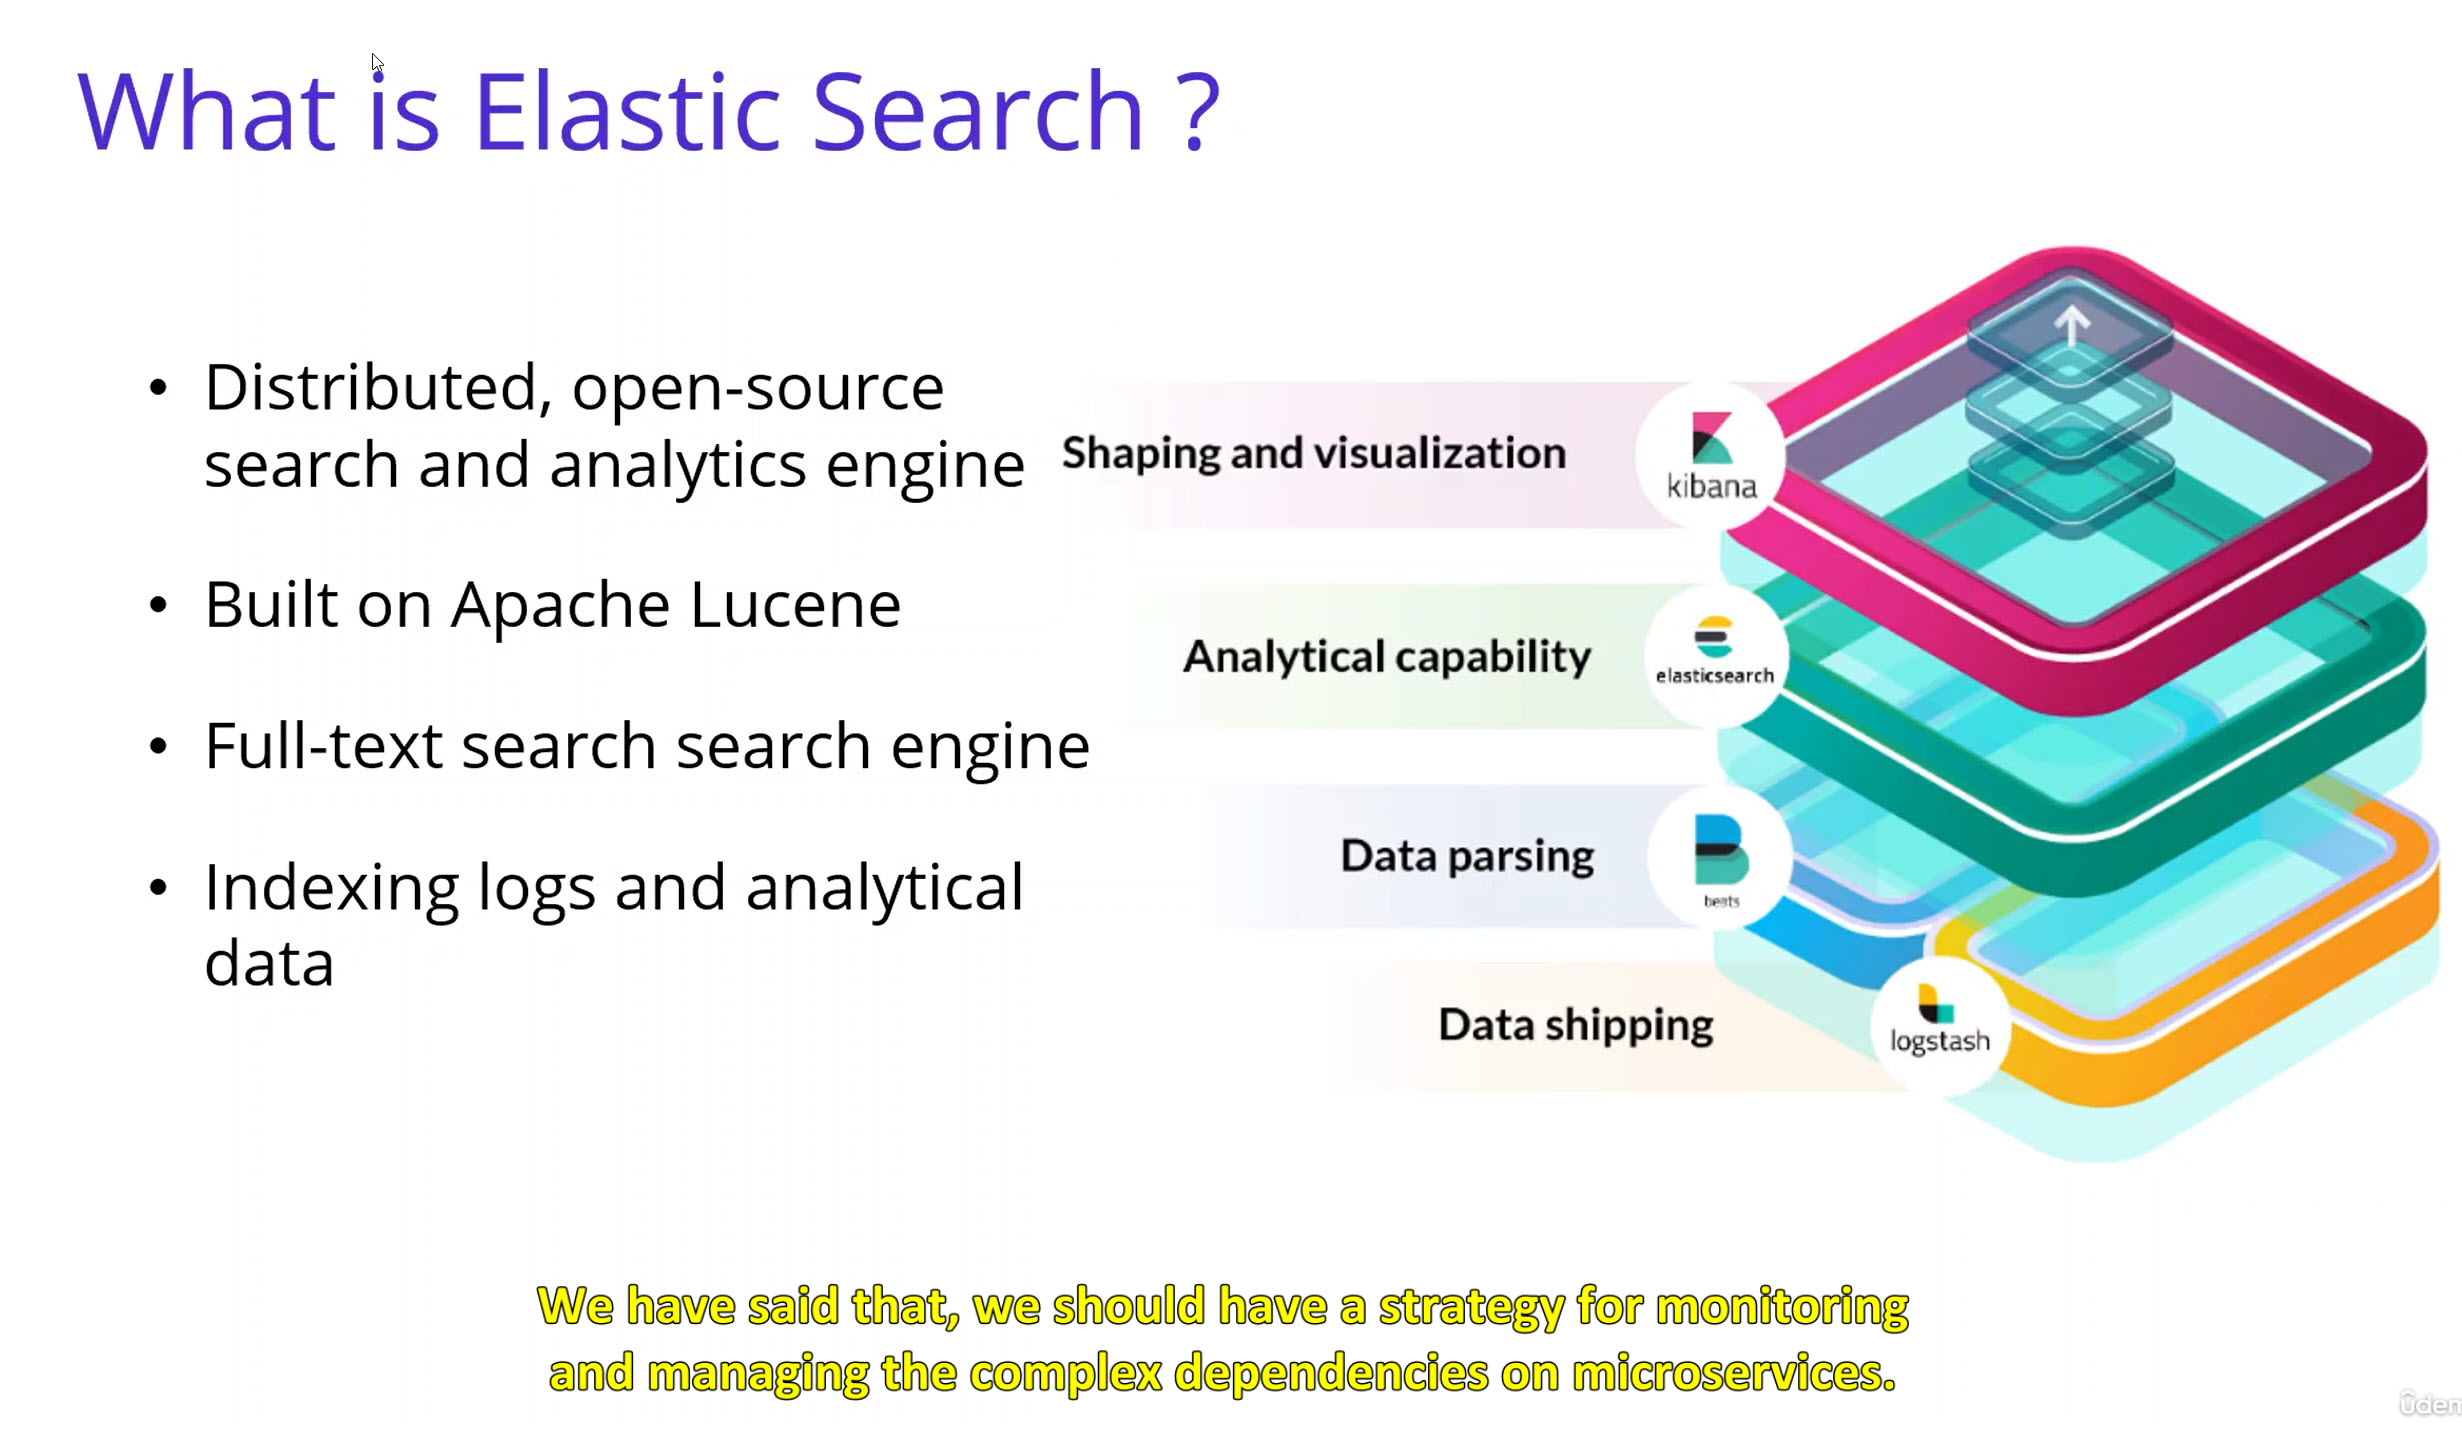 What is Elastic Search ?
• Distributed, open-source
search and analytics engine
• Built on Apache Lucene
• Full-text search search engine
• Indexing logs and analytical
data
Shaping and visualization
kibana
Analytical capability
elasticsearch
Data parsing
beats
Data shipping
logstash
We have said that, we should have a strategy for monitoring
and managing the complex dependencies on microservices.
ûdem